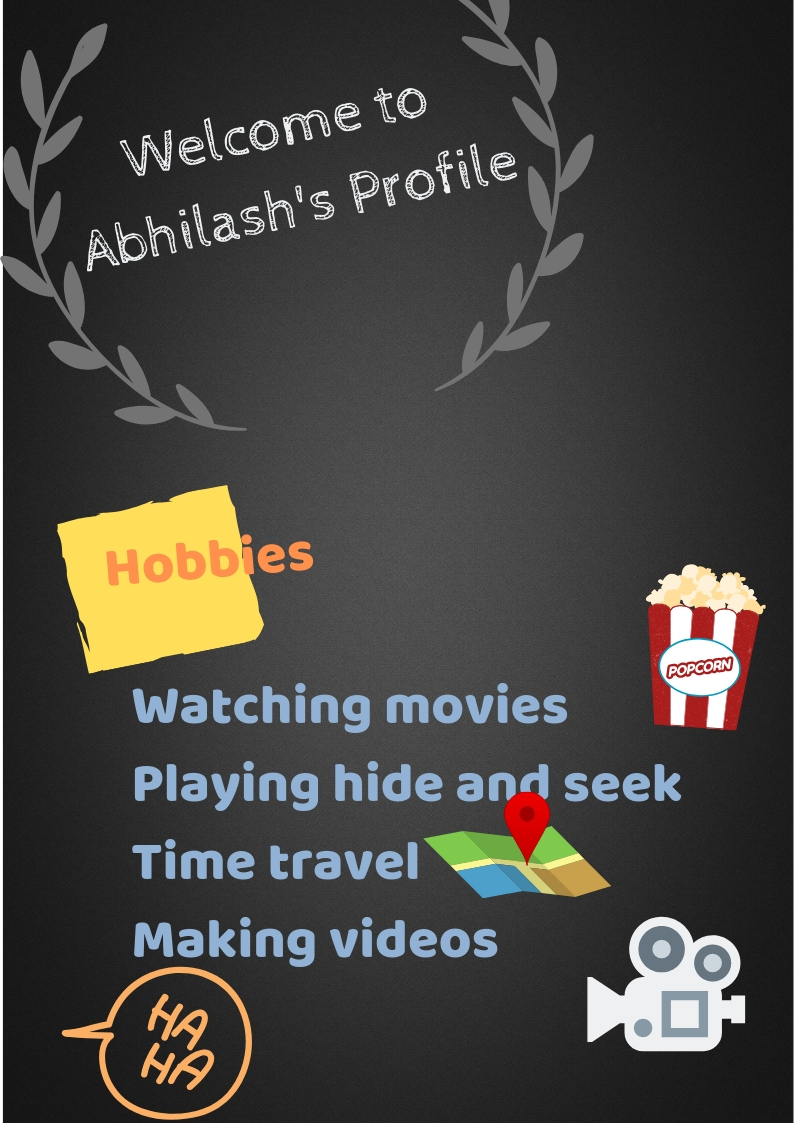 Welcome to
Abhilash's Profile
Hobbies
POPCORN
Watching movies
Playing hide and seek
Time travel
Making videos
HA
HA